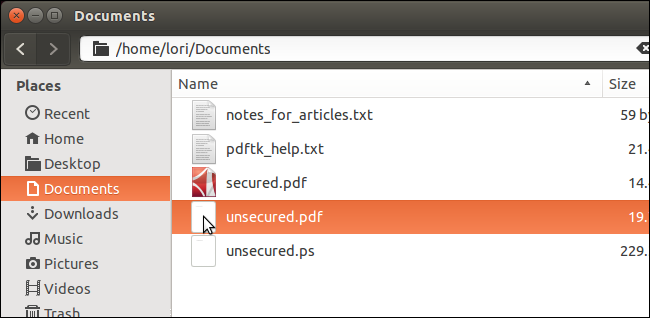 Documents
/home/lori/Documents
Places
Recent
Home
Desktop
Documents
Downloads
Music
Pictures
Videos
Trash
Name Size
notes_for_articles.txt 59 by
pdftk_help.txt 21.
secured.pdf 14.
unsecured.pdf 19.
unsecured.ps 229.